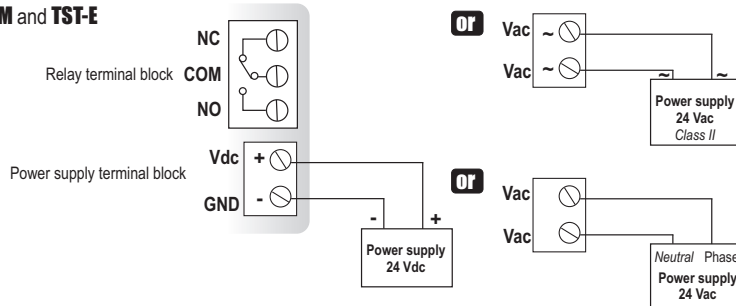 M and TST-E
NC
Relay terminal block COM
NO
Vdc + 
Power supply terminal block
GND -
- +
Power supply
24 Vdc
or
Vac ~
Vac ~
~ ~
Power supply
24 Vac
Class II
or
Vac
Vac
Neutral Phase
Power supply
24 Vac